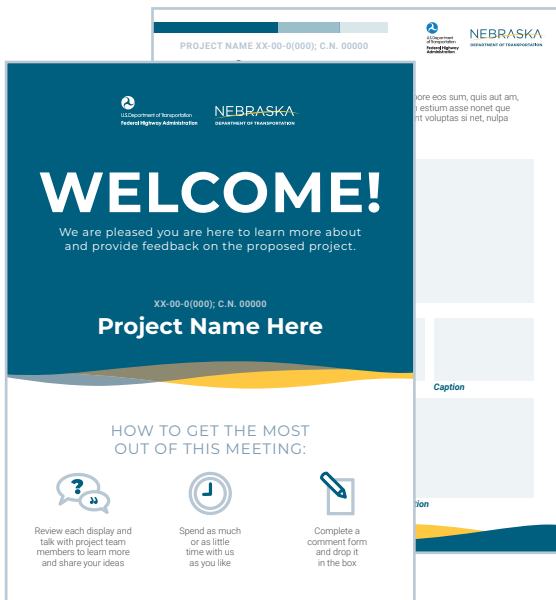 PROJECT NAME XX-00-0(000); C.N. 00000
U.S.Department of Transportation
Federal Highway
Administration
NEBRASKA
DEPARTMENT OF TRANSPORTATION
ore eos sum, quis aut am,
estium asse nonet que
nt voluptas si net, nulpa
Caption
U.S.Department of Transportation
Federal Highway Administration
NEBRASKA
DEPARTMENT OF TRANSPORTATION
WELCOME!
We are pleased you are here to learn more about
and provide feedback on the proposed project.
XX-00-0(000); C.N. 00000
Project Name Here
HOW TO GET THE MOST
OUT OF THIS MEETING:
?
Review each display and
talk with project team
members to learn more
and share your ideas
Spend as much
or as little
time with us
as you like
Complete a
comment form
and drop it
in the box